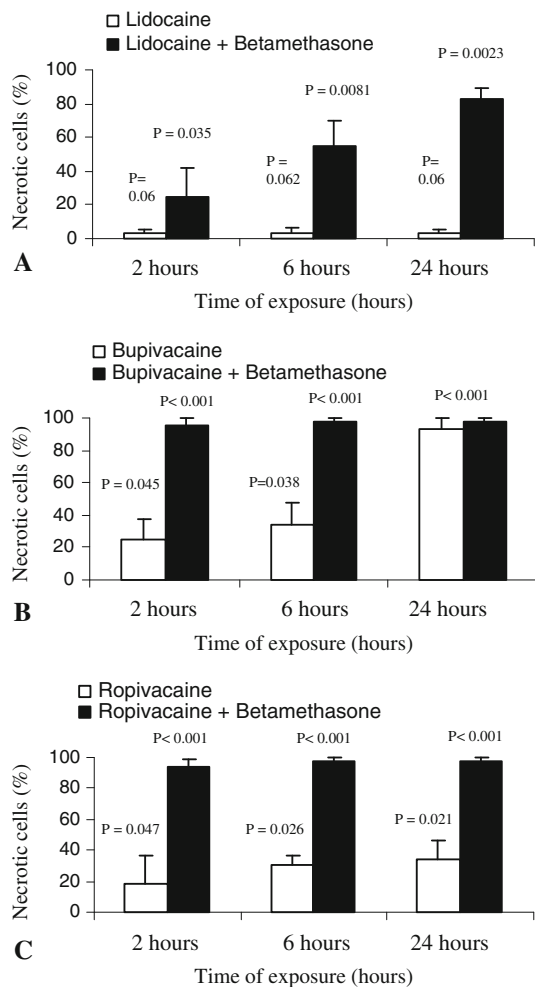 Lidocaine
Lidocaine + Betamethasone
P = 0.0023
100
P = 0.0081
80
P = 0.035
60
P=
0.06
P=
0.062
P=
0.06
40
20
0
Necrotic cells (%)
2 hours 6 hours 24 hours
A
Time of exposure (hours)
Bupivacaine
Bupivacaine + Betamethasone
P< 0.001 P< 0.001 P< 0.001
100
80
P = 0.045 P=0.038
60
40
20
0
Necrotic cells (%)
2 hours 6 hours 24 hours
B
Time of exposure (hours)
Ropivacaine
Ropivacaine + Betamethasone
P< 0.001 P< 0.001 P< 0.001
100
80
60
P = 0.047 P = 0.026 P = 0.021
40
20
0
Necrotic cells (%)
2 hours 6 hours 24 hours
C
Time of exposure (hours)